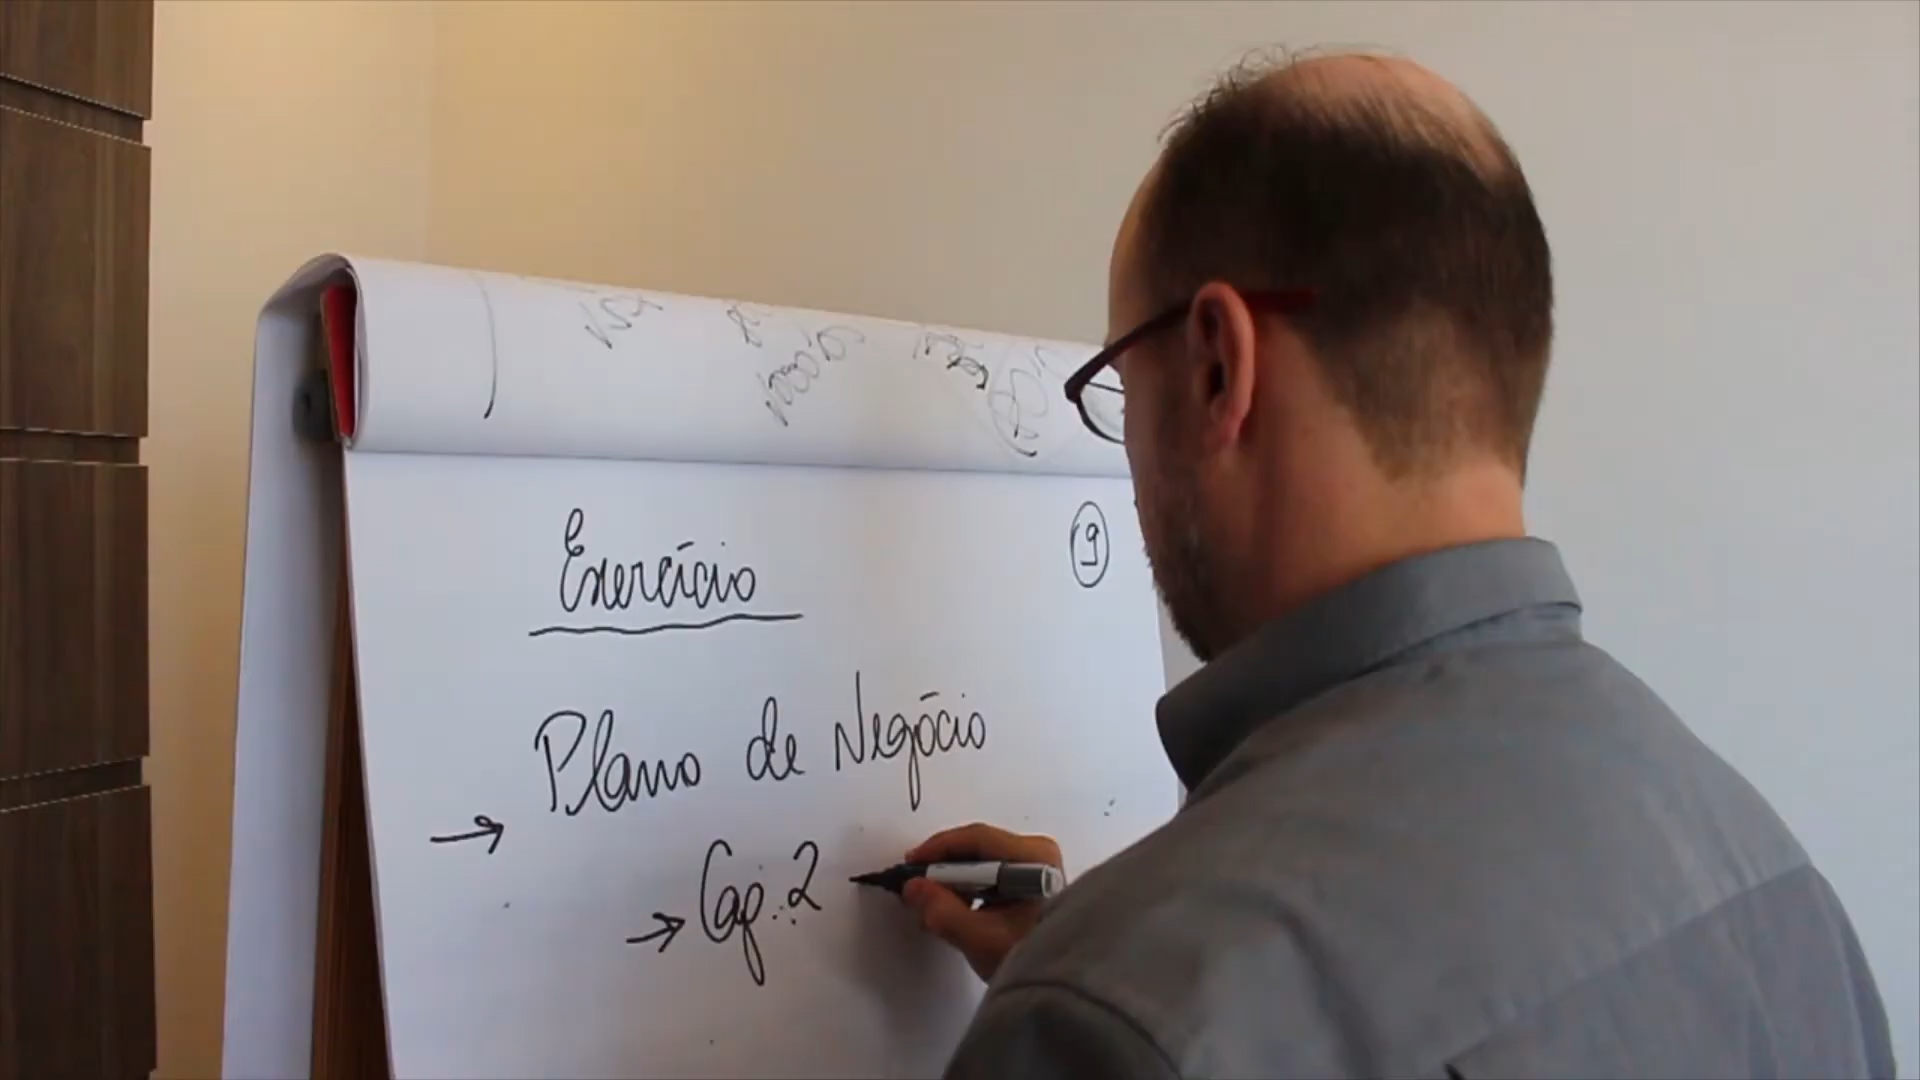 Exercício
9
Plano de Negócio
→
→ Cap. 2